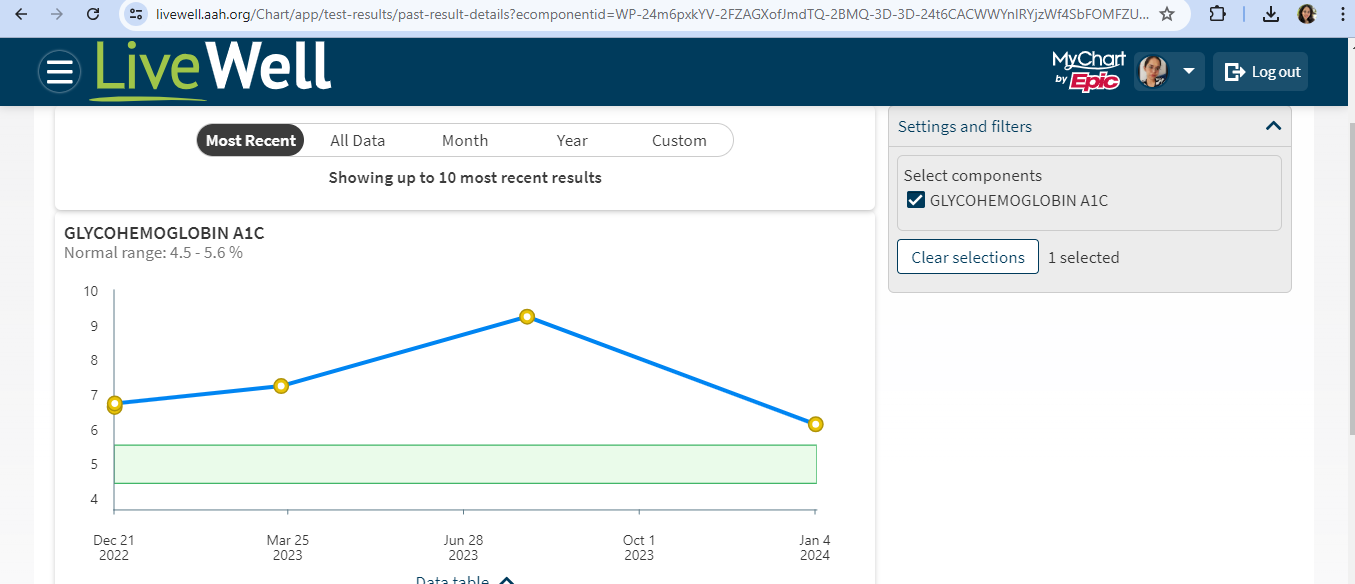 livewell.aah.org/Chart/app/test-results/past-result-details?ecomponentid=WP-24m6pxkYV-2FZAGXofJmdTQ-2BMQ-3D-3D-24t6CACWWYnIRYjzWf4SbFOMFZU...
LiveWell
MyChart
by Epic
Log out
Most Recent All Data Month Year Custom
Showing up to 10 most recent results
Settings and filters
Select components
GLYCOHEMOGLOBIN A1C
Clear selections 1 selected
GLYCOHEMOGLOBIN A1C
Normal range: 4.5 - 5.6 %
10
9
8
7
6
5
4
Dec 21 2022
Mar 25 2023
Jun 28 2023
Oct 1 2023
Jan 4 2024
Data table